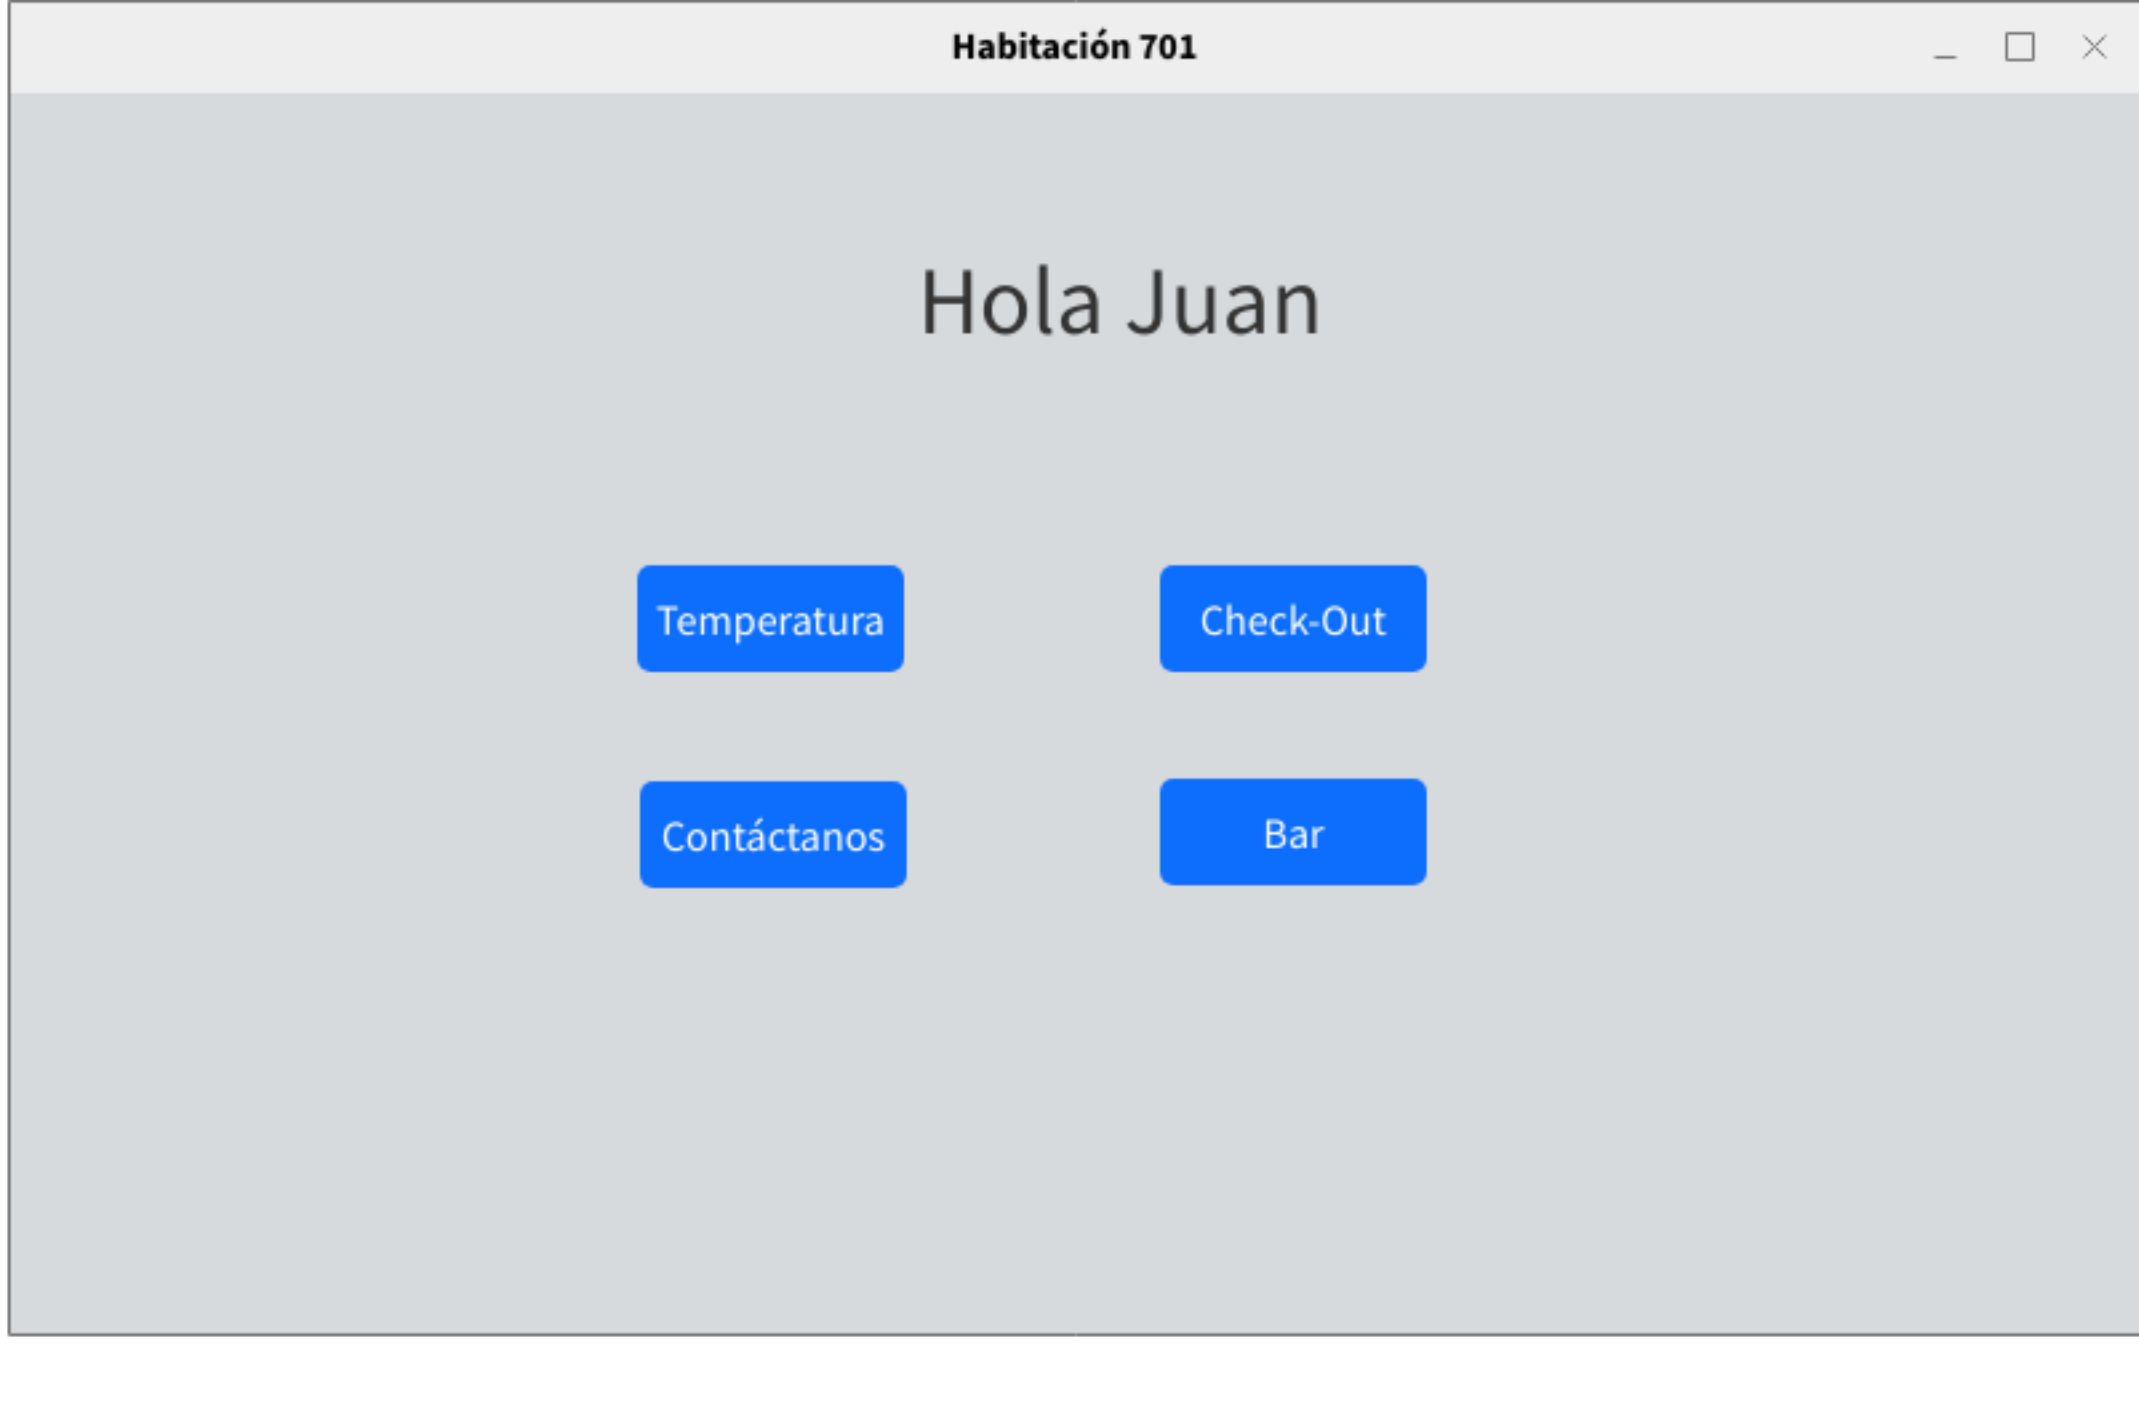 Habitación 701
Hola Juan
Temperatura
Check-Out
Contáctanos
Bar